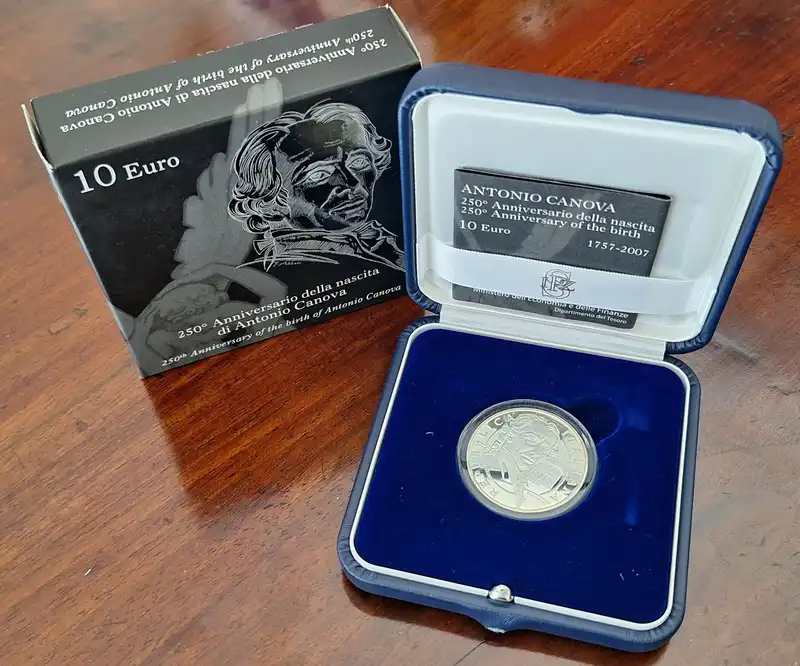 250° Anniversario della nascita di Antonio Canova
250th Anniversary of the birth of Antonio Canova
10 Euro
250° Anniversario della nascita
di Antonio Canova
250th Anniversary of the birth of Antonio Canova
ANTONIO CANOVA
250° Anniversario della nascita
250° Anniversary of the birth
10 Euro
1757-2007
Ministero dell'Economia e delle Finanze
Dipartimento del Tesoro